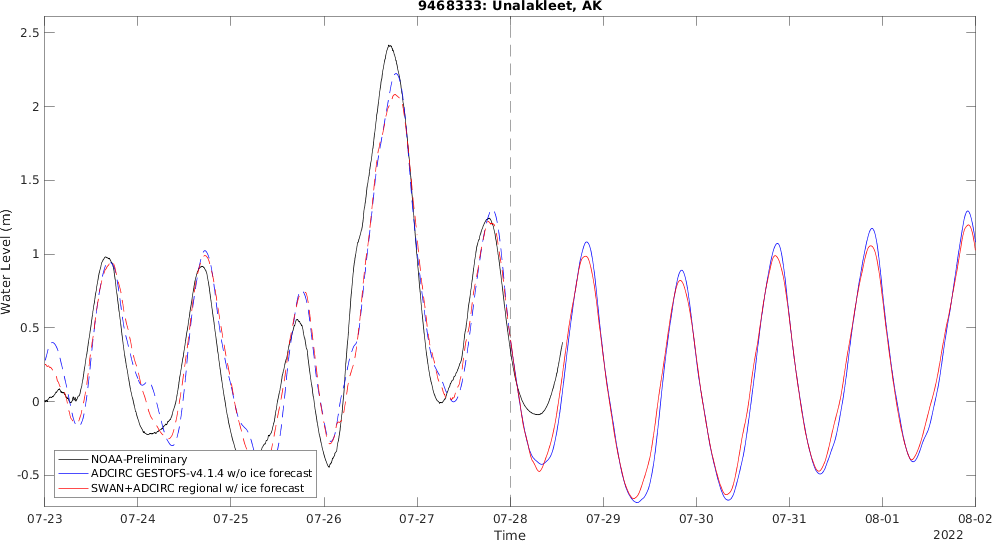 9468333: Unalakleet, AK
2.5
2
1.5
1
0.5
0
-0.5
Water Level (m)
NOAA-Preliminary
ADCIRC GESTOFS-v4.1.4 w/o ice forecast
SWAN+ADCIRC regional w/ ice forecast
07-23 07-24 07-25 07-26 07-27 07-28 07-29 07-30 07-31 08-01 08-02
Time
2022